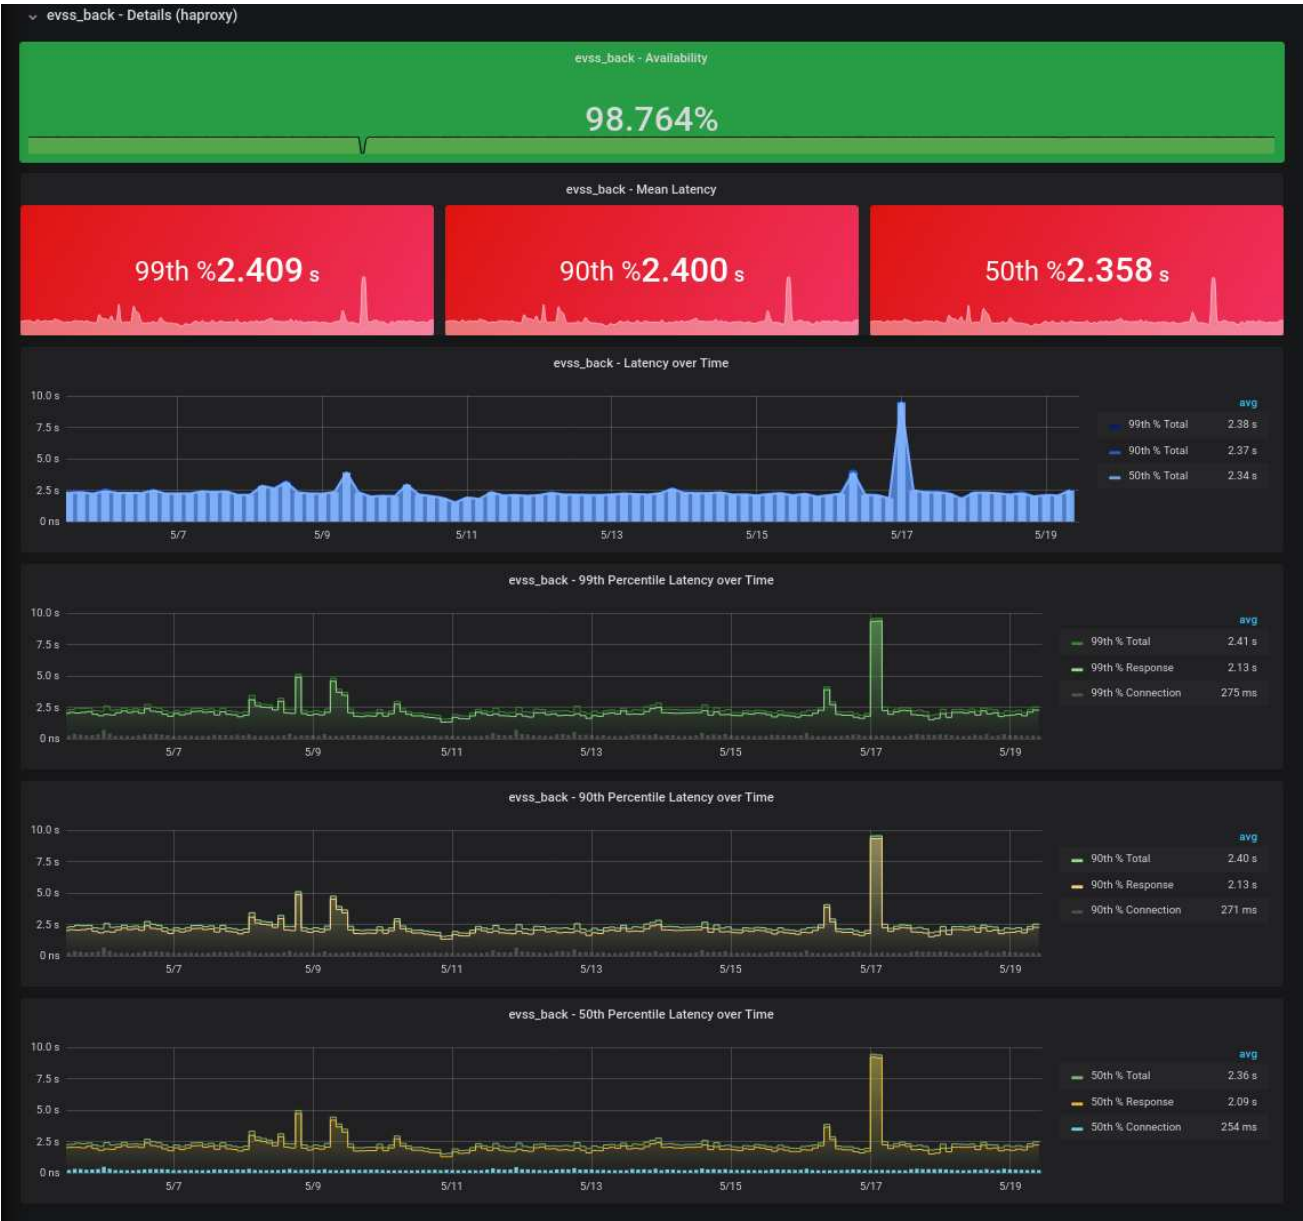 evss_back - Details (haproxy)
evss_back - Availability
98.764%
evss_back - Mean Latency
99th %2.409 s
90th %2.400 s
50th %2.358 s
evss_back - Latency over Time
10.0 s
7.5 s
5.0 s
2.5 s
0 ns
5/7 5/9 5/11 5/13 5/15 5/17 5/19
avg
99th % Total 2.38 s
90th % Total 2.37 s
50th % Total 2.34 s
evss_back - 99th Percentile Latency over Time
10.0 s
7.5 s
5.0 s
2.5 s
0 ns
5/7 5/9 5/11 5/13 5/15 5/17 5/19
avg
99th % Total 2.41 s
99th % Response 2.13 s
99th % Connection 275 ms
evss_back - 90th Percentile Latency over Time
10.0 s
7.5 s
5.0 s
2.5 s
0 ns
5/7 5/9 5/11 5/13 5/15 5/17 5/19
avg
90th % Total 2.40 s
90th % Response 2.13 s
90th % Connection 271 ms
evss_back - 50th Percentile Latency over Time
10.0 s
7.5 s
5.0 s
2.5 s
0 ns
5/7 5/9 5/11 5/13 5/15 5/17 5/19
avg
50th % Total 2.36 s
50th % Response 2.09 s
50th % Connection 254 ms